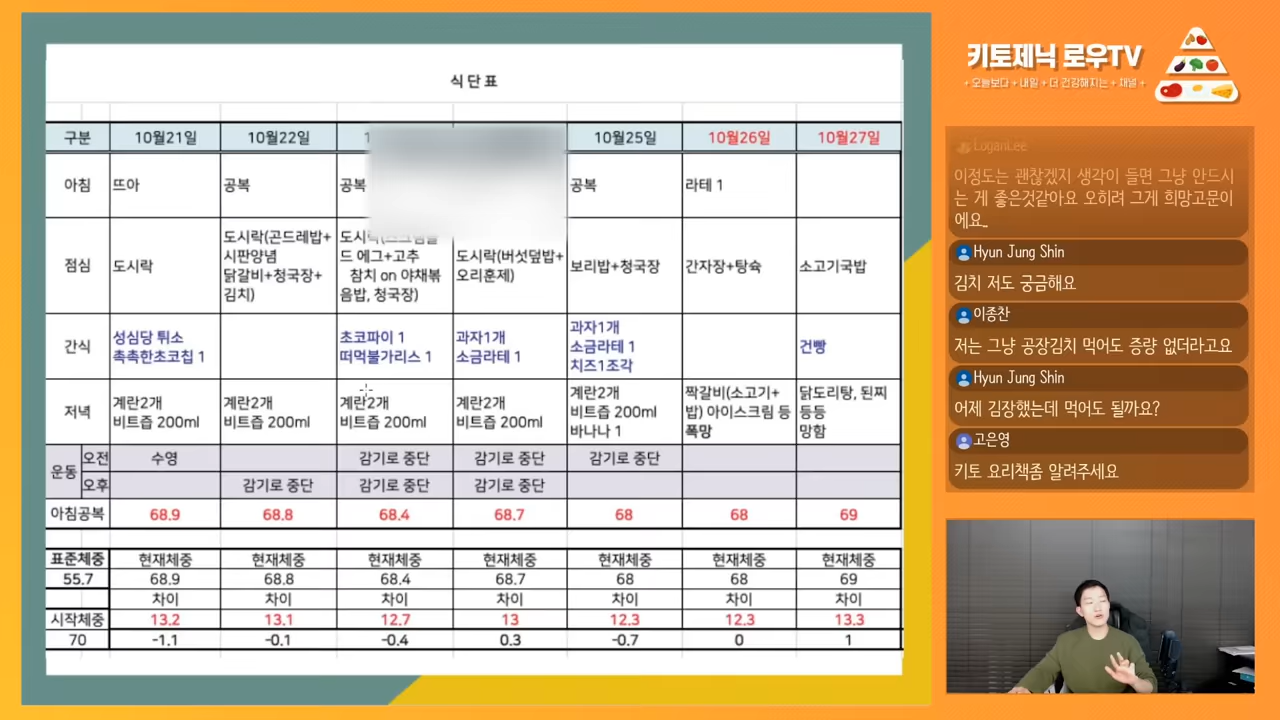 식단표
구분 10월21일 10월22일 10월25일 10월26일 10월27일
아침 뜨아 공복 공복 공복 라테 1
점심 도시락 도시락(곤드레밥+
시판양념
닭갈비+청국장+
김치)
드 에그+고추
참치 on 야채볶
음밥, 청국장)
도시락(버섯덮밥+
오리훈제)
보리밥+청국장 간자장+탕슉 소고기국밥
간식 성심당 튀소
촉촉한초코칩 1
초코파이 1
떠먹불가리스 1
과자1개
소금라테 1
과자1개
소금라테 1
치즈1조각
건빵
저녁 계란2개
비트즙 200ml
계란2개
비트즙 200ml
계란2개
비트즙 200ml
계란2개
비트즙 200ml
계란2개
비트즙 200ml
바나나 1
짝갈비(소고기+
밥) 아이스크림 등
폭망
닭도리탕, 된찌
등등
망함
운동 오전 수영 감기로 중단 감기로 중단 감기로 중단
오후 감기로 중단 감기로 중단 감기로 중단
아침공복 68.9 68.8 68.4 68.7 68 68 69
표준체중 현재체중 현재체중 현재체중 현재체중 현재체중 현재체중 현재체중
55.7 68.9 68.8 68.4 68.7 68 68 69
차이 차이 차이 차이 차이 차이 차이
시작체중 13.2 13.1 12.7 13 12.3 12.3 13.3
70 -1.1 -0.1 -0.4 0.3 -0.7 0 1
키토제닉 로우TV
+ 오늘보다 + 내일 + 더 건강해지는 + 채널 +
LoganLee
이정도는 괜찮겠지 생각이 들면 그냥 안드시
는 게 좋은것같아요 오히려 그게 희망고문이
에요..
Hyun Jung Shin
김치 저도 궁금해요
이종찬
저는 그냥 공장김치 먹어도 증량 없더라고요
Hyun Jung Shin
어제 김장했는데 먹어도 될까요?
고은영
키토 요리책좀 알려주세요